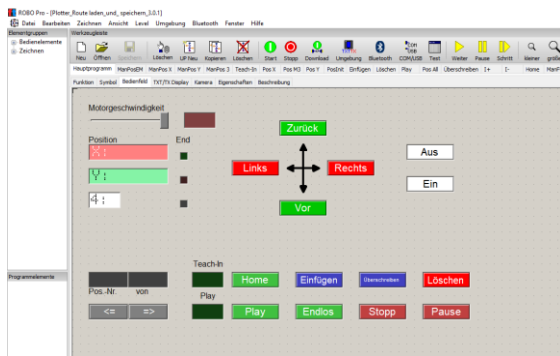 ROBO Pro - [Plotter_Route laden_und_speichern_3.0.1]
Datei Bearbeiten Zeichnen Ansicht Level Umgebung Bluetooth Fenster Hilfe
Elementgruppen Werkzeugleiste
Bedienelemente
Zeichnen
Neu Öffnen Speichern Löschen UP Neu Kopieren Löschen Start Stopp Download Umgebung Bluetooth COM/USB Test Weiter Pause Schritt kleiner
Hauptprogramm ManPosEM ManPos X ManPos Y ManPos 3 Teach-In Pos X Pos M3 Pos Y PosInit Einfügen Löschen Play Pos All Überschreiben I+ I- Home
Funktion Symbol Bedienfeld TXT/TX Display Kamera Eigenschaften Beschreibung
Motorgeschwindigkeit
Zurück
Position End
X: Links Rechts Aus
Y: Ein
4: Vor
Programmelemente
Teach-In
Home Einfügen Überschreiben Löschen
Pos.-Nr. von Play
<= => Play Endlos Stopp Pause